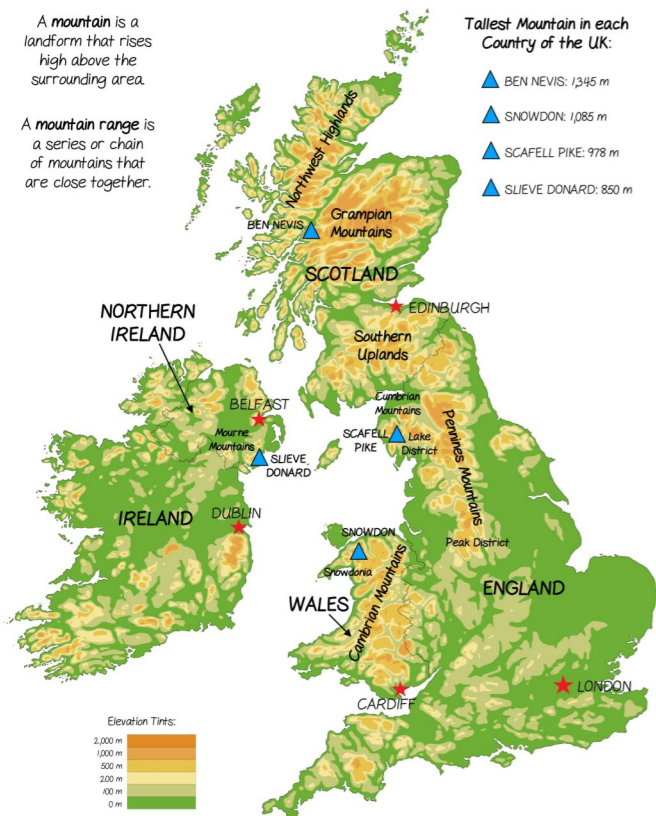 A mountain is a
landform that rises
high above the
surrounding area.
A mountain range is
a series or chain
of mountains that
are close together.
Tallest Mountain in each
Country of the UK:
BEN NEVIS: 1,345 m
SNOWDON: 1,085 m
SCAFELL PIKE: 978 m
SLIEVE DONARD: 850 m
Northwest Highlands
Grampian
Mountains
BEN NEVIS
SCOTLAND
EDINBURGH
NORTHERN
IRELAND
Southern
Uplands
BELFAST
Cumbrian
Mountains
Mourne
Mountains
SCAFELL
PIKE
Lake
District
Pennines Mountains
SLIEVE
DONARD
IRELAND
DUBLIN
SNOWDON
Peak District
Snowdonia
Cambrian Mountains
ENGLAND
WALES
LONDON
CARDIFF
Elevation Tints:
2,000 m
1,000 m
500 m
200 m
100 m
0 m